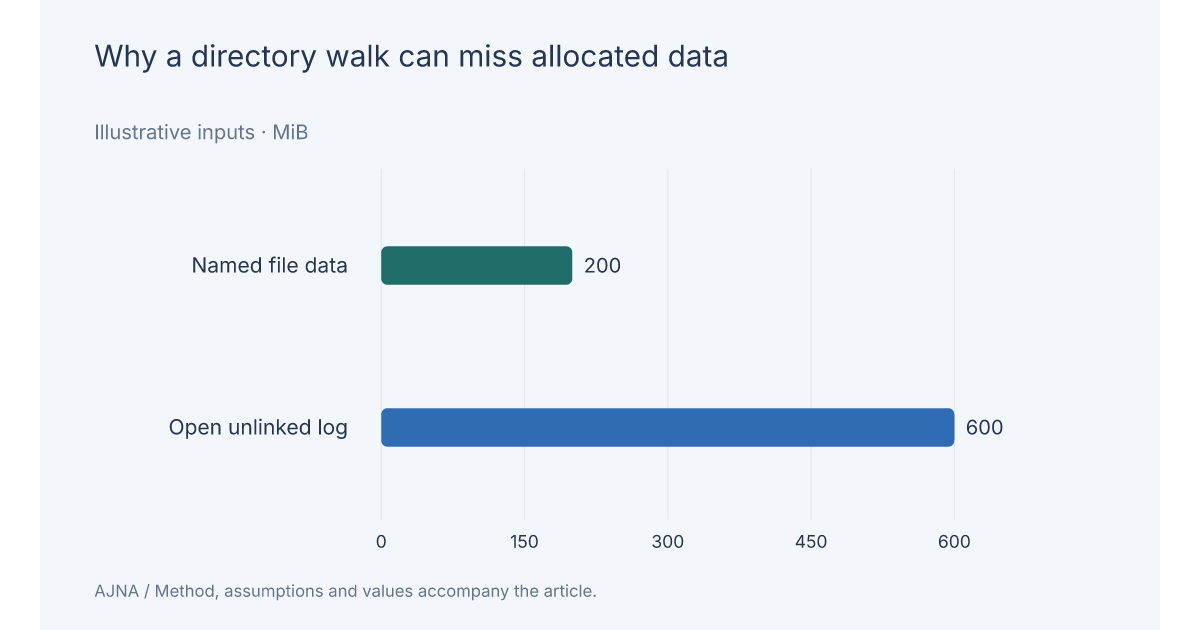 Why a directory walk can miss allocated data
Illustrative inputs · MiB
Named file data 200
Open unlinked log 600
0 150 300 450 600
AJNA / Method, assumptions and values accompany the article.